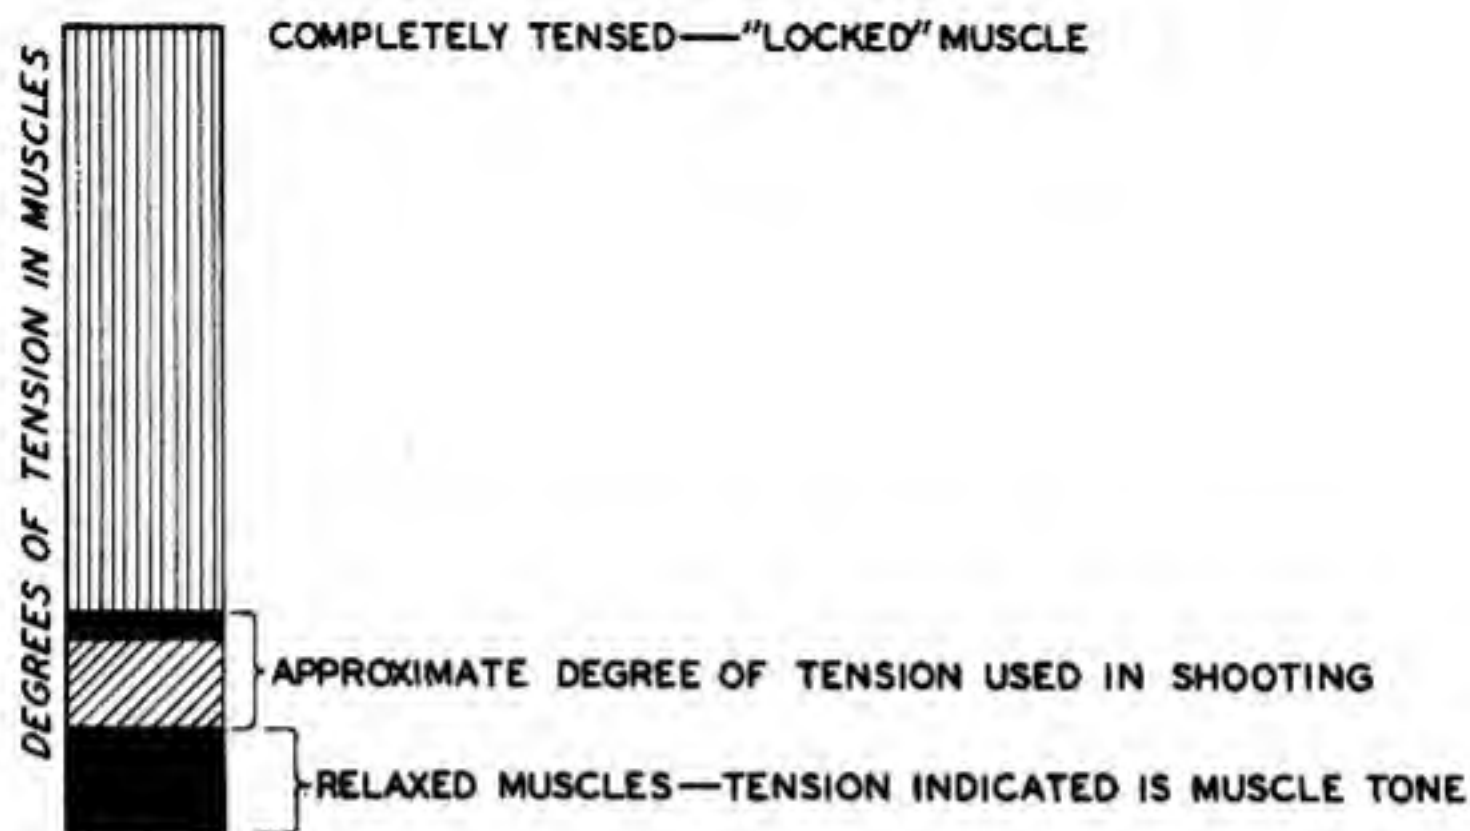 DEGREES OF TENSION IN MUSCLES
COMPLETELY TENSED—"LOCKED" MUSCLE
APPROXIMATE DEGREE OF TENSION USED IN SHOOTING
RELAXED MUSCLES—TENSION INDICATED IS MUSCLE TONE